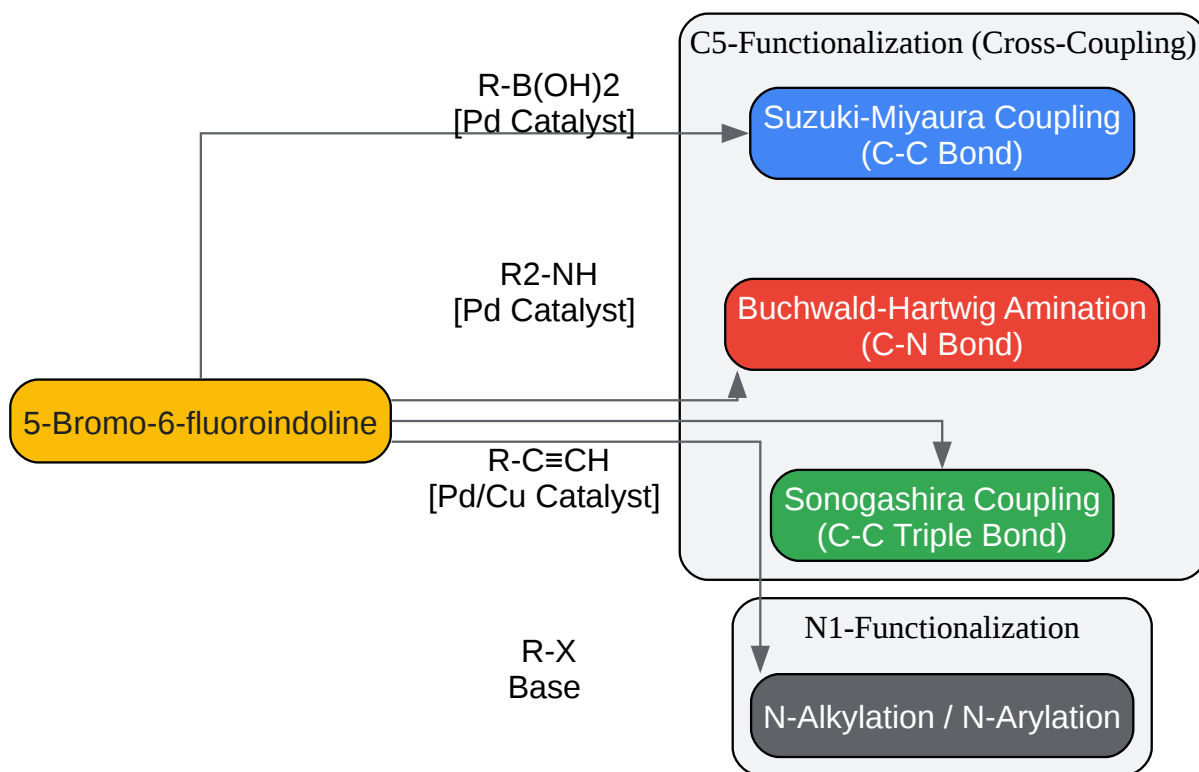 C5-Functionalization (Cross-Coupling)
R-B(OH)2
[Pd Catalyst]
Suzuki-Miyaura Coupling
(C-C Bond)
R2-NH
[Pd Catalyst]
Buchwald-Hartwig Amination
(C-N Bond)
5-Bromo-6-fluoroindoline
R-C≡CH
[Pd/Cu Catalyst]
Sonogashira Coupling
(C-C Triple Bond)
N1-Functionalization
R-X
Base
N-Alkylation / N-Arylation